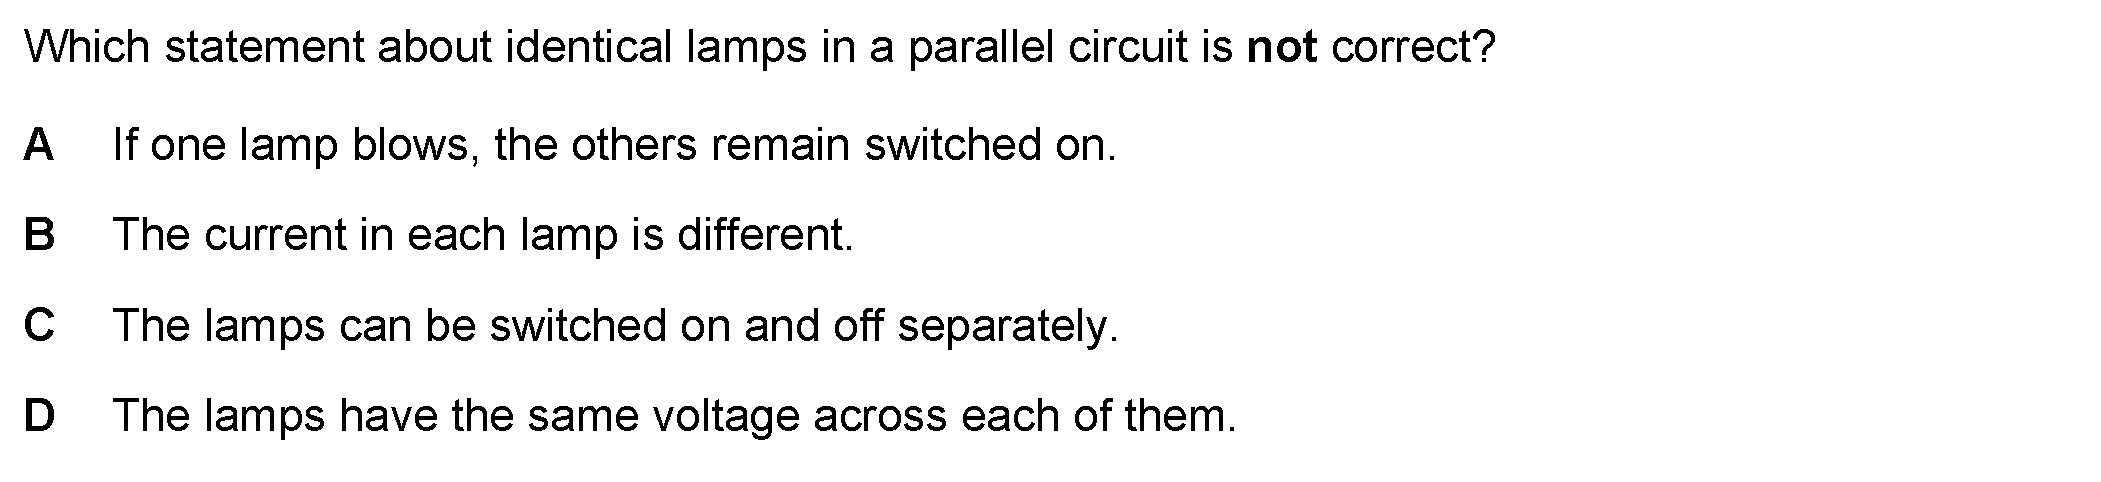 Which statement about identical lamps in a parallel circuit is not correct?
A If one lamp blows, the others remain switched on.
B The current in each lamp is different.
C The lamps can be switched on and off separately.
D The lamps have the same voltage across each of them.